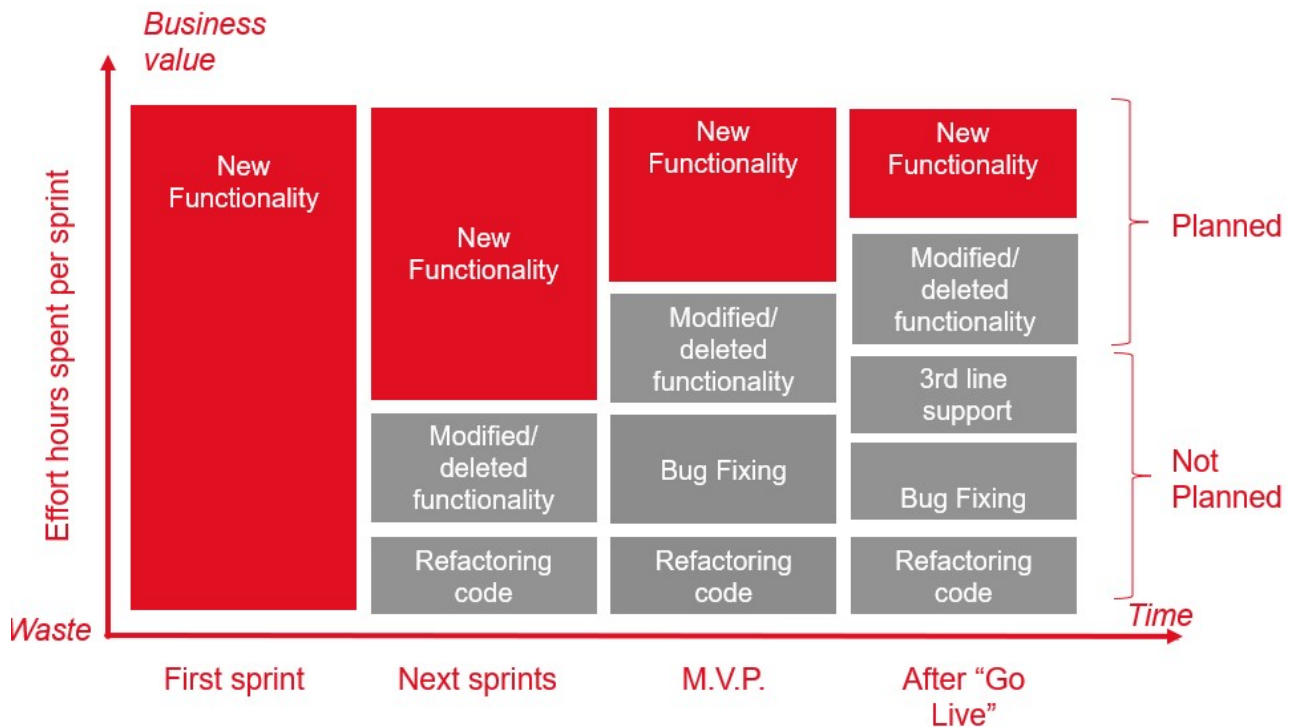 Business
value
Effort hours spent per sprint
New
Functionality
New
Functionality
Modified/
deleted
functionality
Refactoring
code
New
Functionality
Modified/
deleted
functionality
Bug Fixing
Refactoring
code
New
Functionality
Modified/
deleted
functionality
3rd line
support
Bug Fixing
Refactoring
code
Planned
Not
Planned
Waste
Time
First sprint
Next sprints
M.V.P.
After “Go
Live”